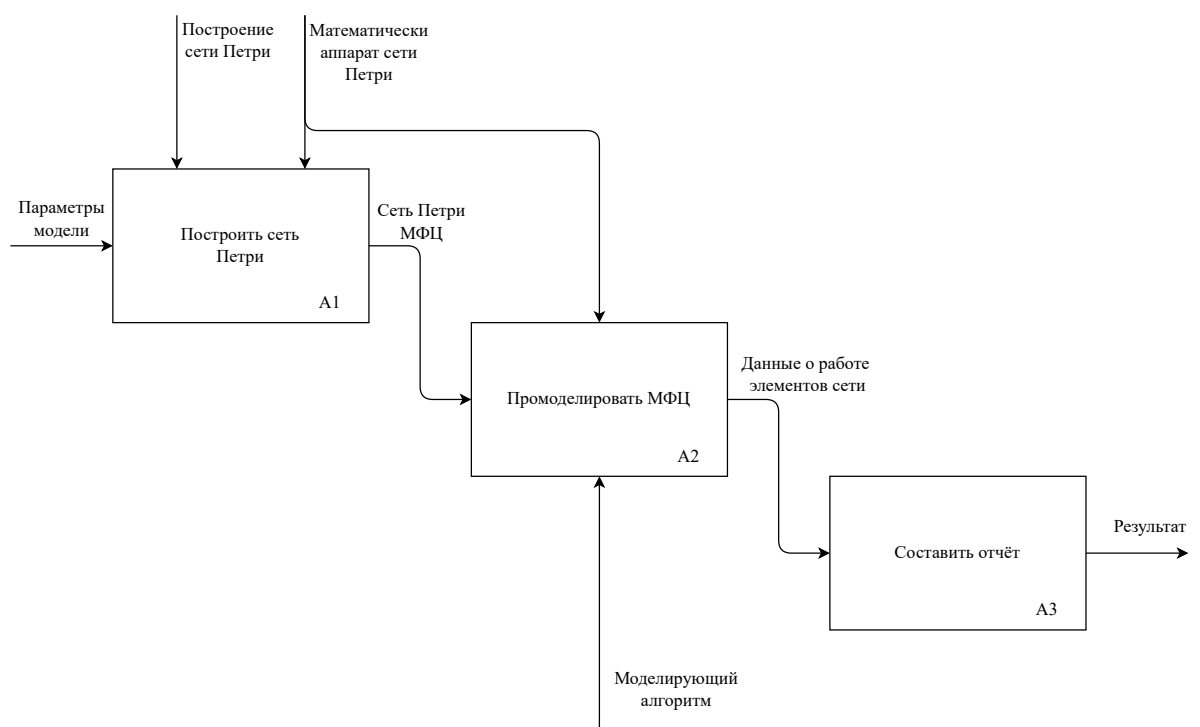 Построение
сети Петри
Математически
аппарат сети
Петри
Параметры
модели
Построить сеть
Петри
A1
Сеть Петри
МФЦ
Промоделировать МФЦ
A2
Данные о работе
элементов сети
Составить отчёт
A3
Результат
Моделирующий
алгоритм